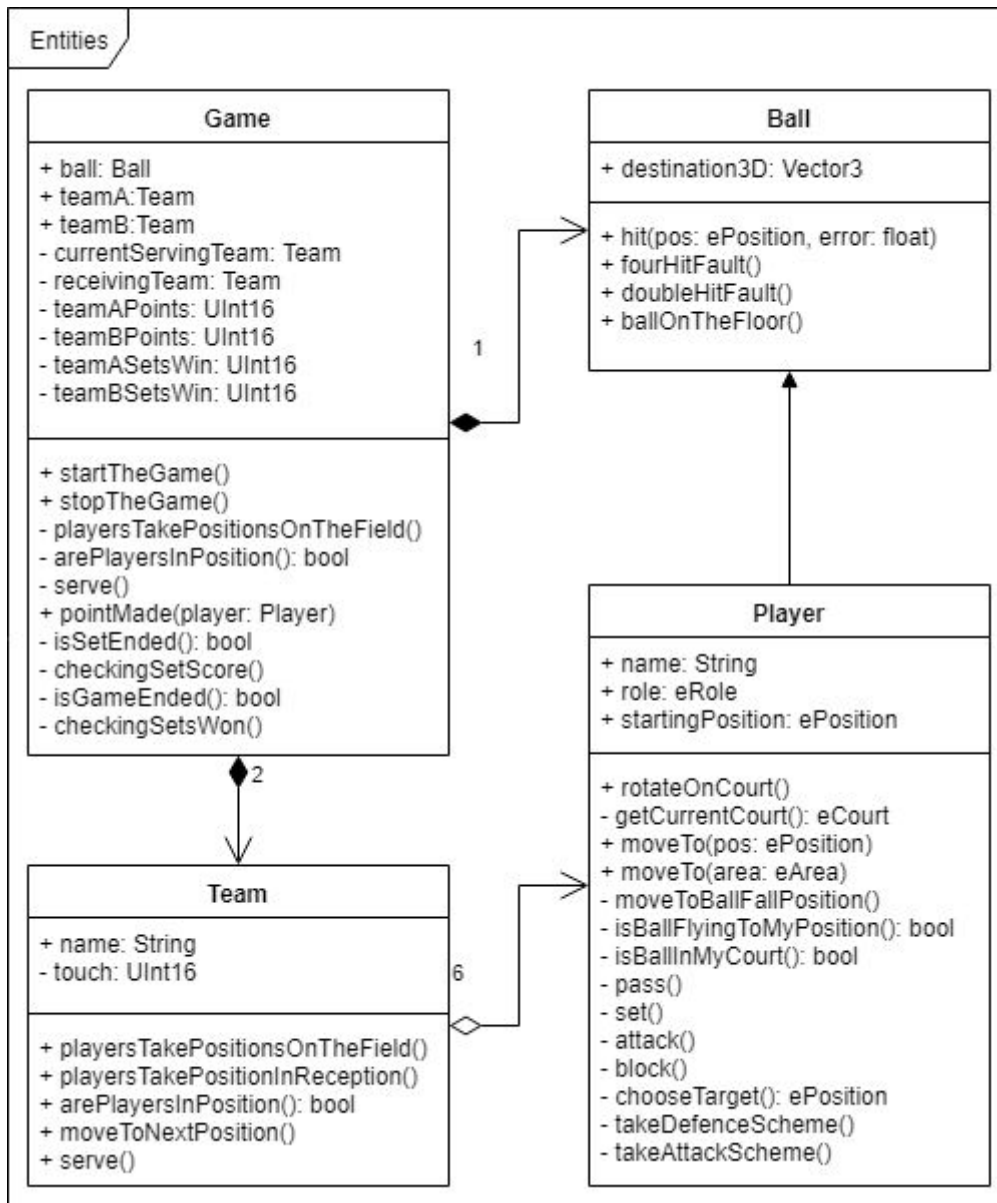 Entities
Game
+ ball: Ball
+ teamA:Team
+ teamB:Team
- currentServingTeam: Team
- receivingTeam: Team
- teamAPoints: UInt16
- teamBPoints: UInt16
- teamASetsWin: UInt16
- teamBSetsWin: UInt16
+ startTheGame()
+ stopTheGame()
- playersTakePositionsOnTheField()
- arePlayersInPosition(): bool
- serve()
+ pointMade(player: Player)
- isSetEnded(): bool
- checkingSetScore()
- isGameEnded(): bool
- checkingSetsWon()
1
Ball
+ destination3D: Vector3
+ hit(pos: ePosition, error: float)
+ fourHitFault()
+ doubleHitFault()
+ ballOnTheFloor()
2
Team
+ name: String
- touch: UInt16
+ playersTakePositionsOnTheField()
+ playersTakePositionInReception()
+ arePlayersInPosition(): bool
+ moveToNextPosition()
+ serve()
6
Player
+ name: String
+ role: eRole
+ startingPosition: ePosition
+ rotateOnCourt()
- getCurrentCourt(): eCourt
+ moveTo(pos: ePosition)
+ moveTo(area: eArea)
- moveToBallFallPosition()
- isBallFlyingToMyPosition(): bool
- isBallInMyCourt(): bool
- pass()
- set()
- attack()
- block()
- chooseTarget(): ePosition
- takeDefenceScheme()
- takeAttackScheme()